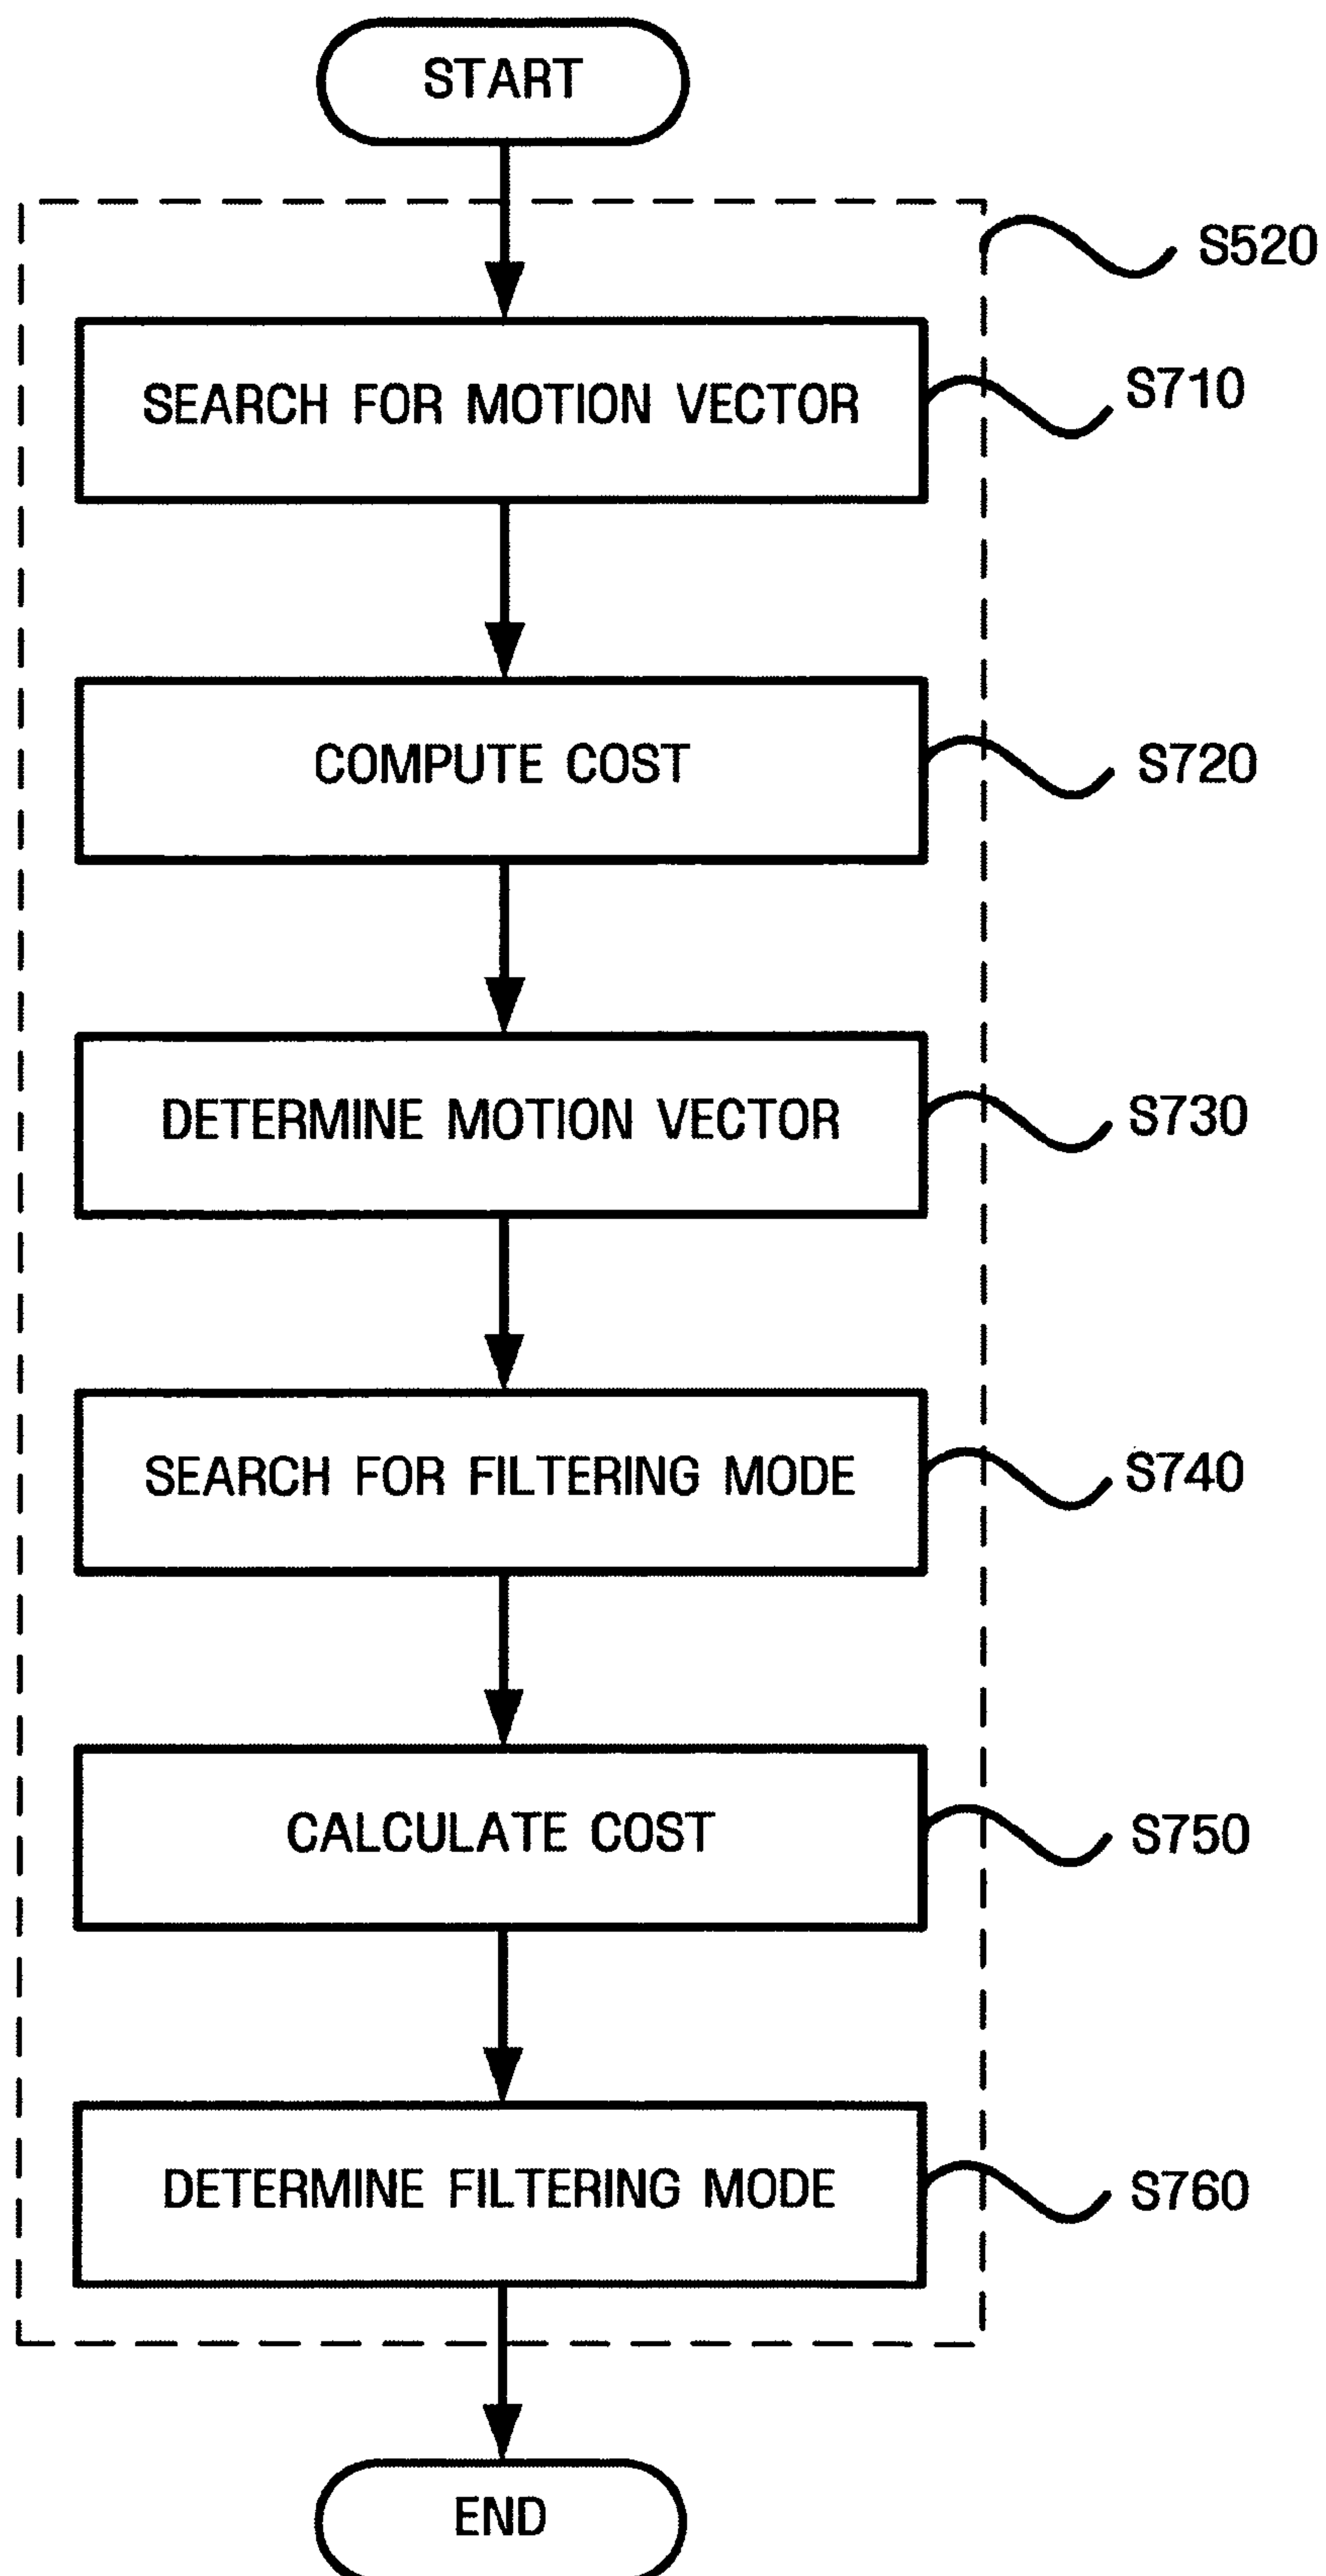 START
S520
SEARCH FOR MOTION VECTOR
S710
COMPUTE COST
S720
DETERMINE MOTION VECTOR
S730
SEARCH FOR FILTERING MODE
S740
CALCULATE COST
S750
DETERMINE FILTERING MODE
S760
END